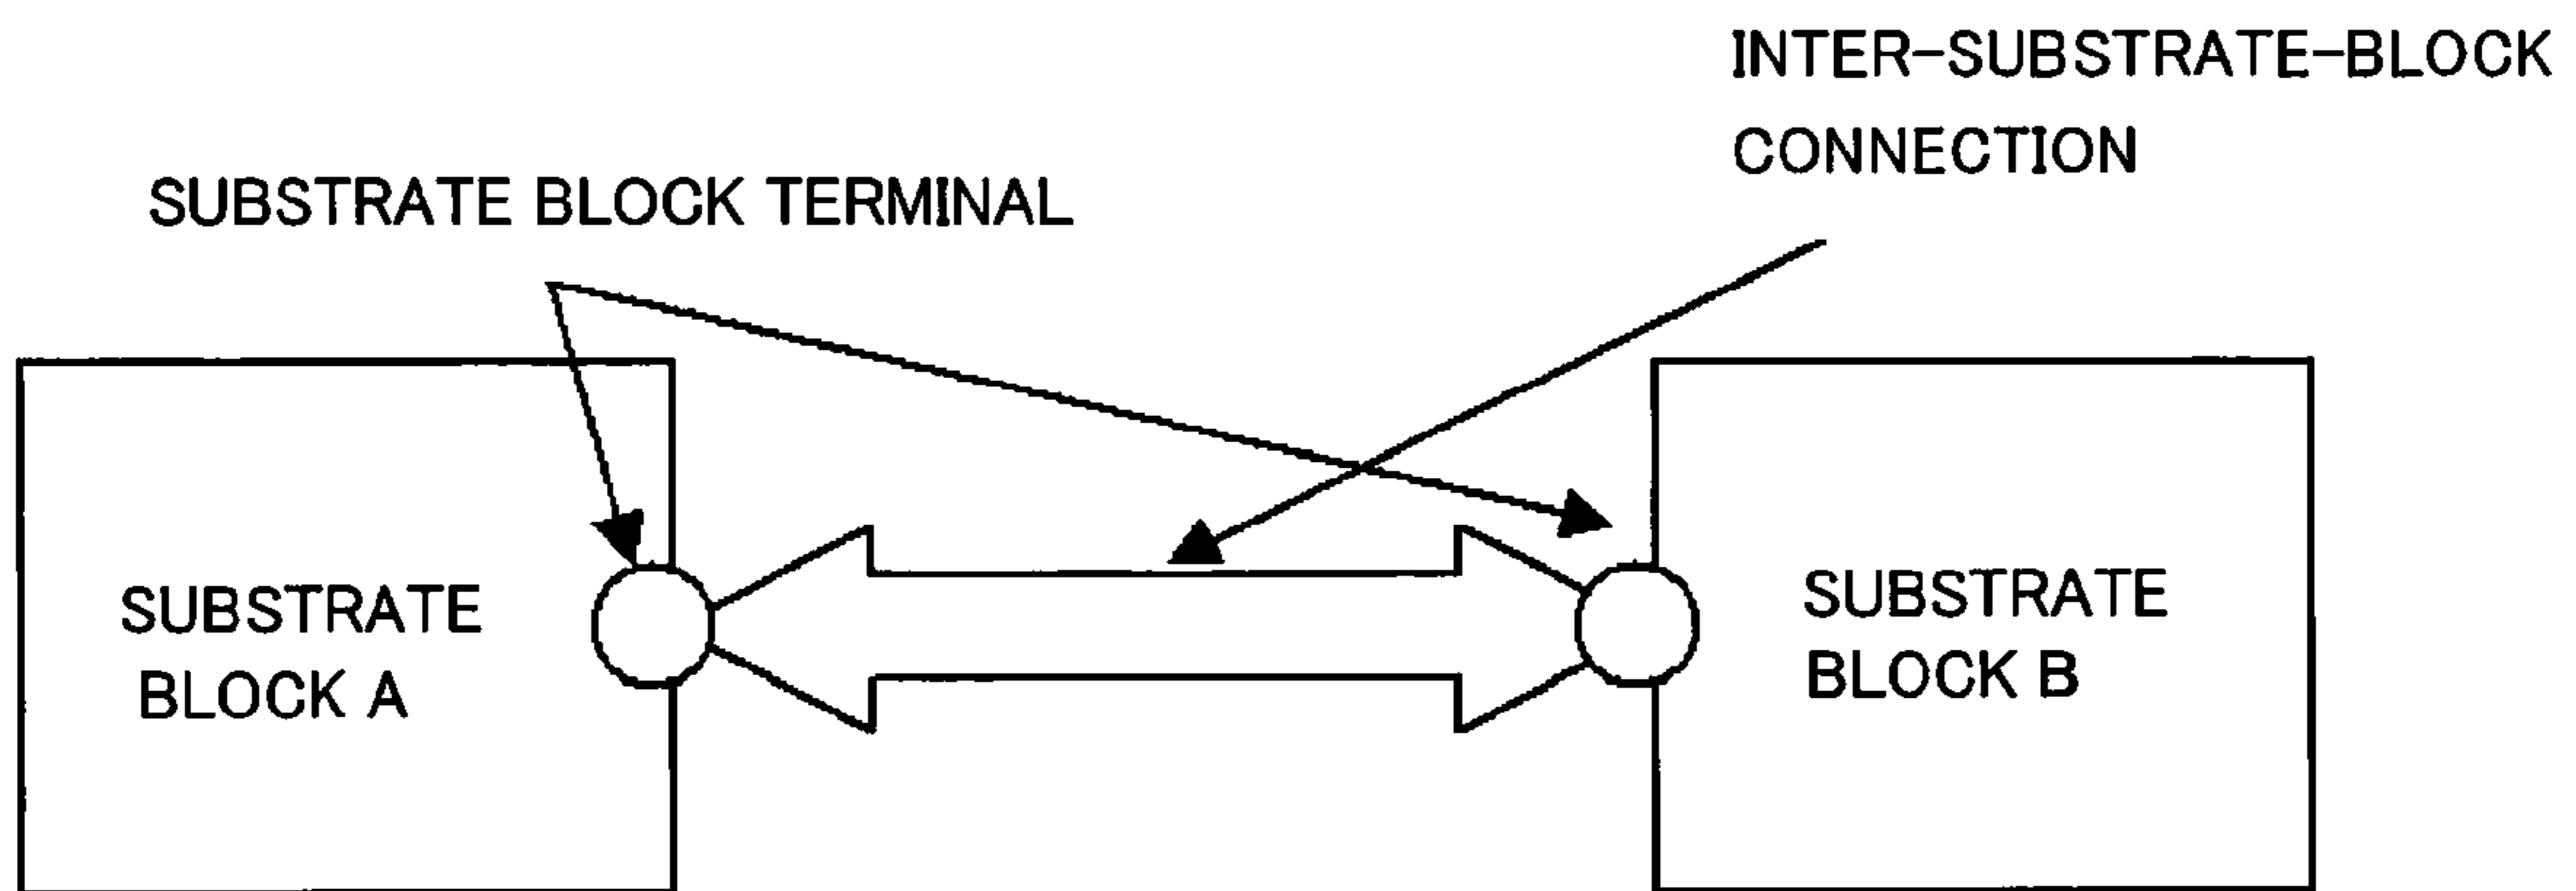 INTER-SUBSTRATE-BLOCK
CONNECTION
SUBSTRATE BLOCK TERMINAL
SUBSTRATE
BLOCK A
SUBSTRATE
BLOCK B